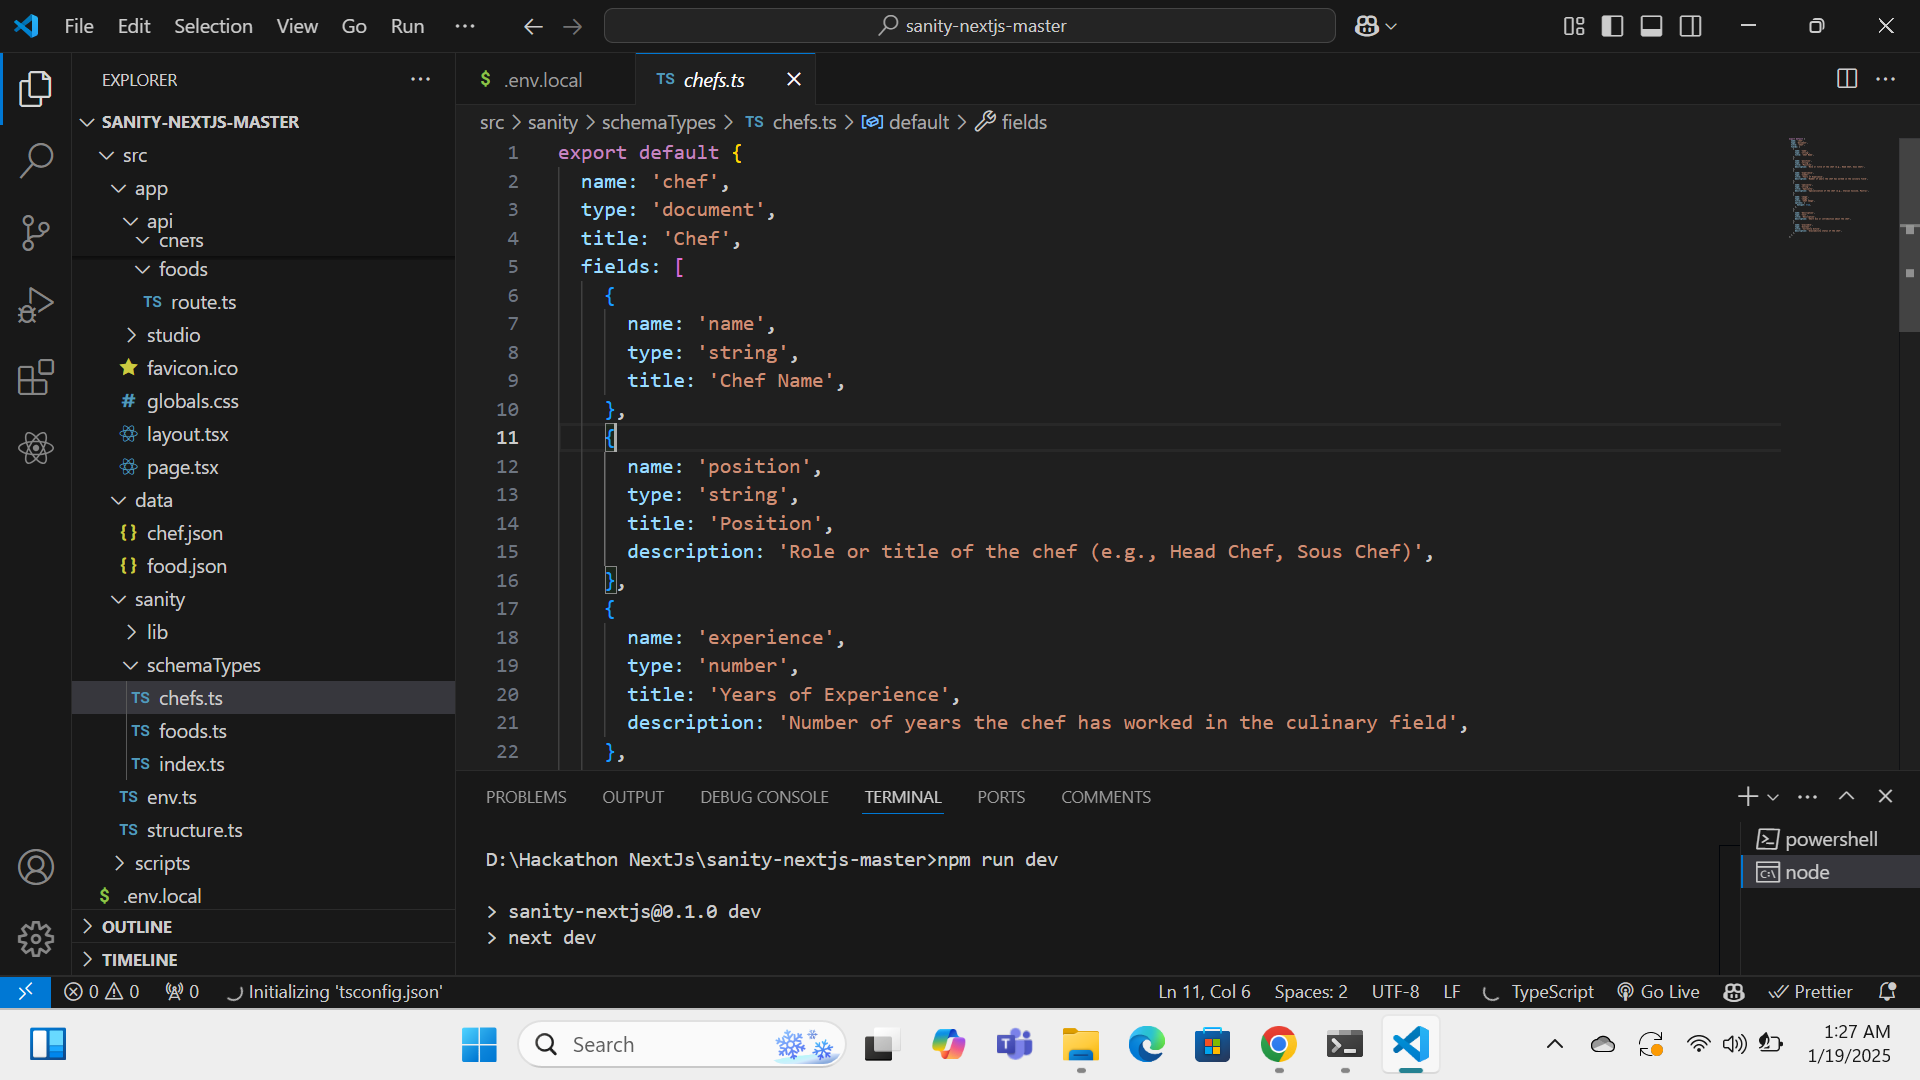 File Edit Selection View Go Run ...
sanity-nextjs-master
EXPLORER
SANITY-NEXTJS-MASTER
src
app
api
chefs
foods
TS route.ts
studio
favicon.ico
# globals.css
layout.tsx
page.tsx
data
{} chef.json
{} food.json
sanity
lib
schemaTypes
TS chefs.ts
TS foods.ts
TS index.ts
TS env.ts
TS structure.ts
scripts
$ .env.local
OUTLINE
TIMELINE
$ .env.local
TS chefs.ts
src > sanity > schemaTypes > TS chefs.ts > default > fields
1 export default {
2 name: 'chef',
3 type: 'document',
4 title: 'Chef',
5 fields: [
6 {
7 name: 'name',
8 type: 'string',
9 title: 'Chef Name',
10 },
11 {
12 name: 'position',
13 type: 'string',
14 title: 'Position',
15 description: 'Role or title of the chef (e.g., Head Chef, Sous Chef)',
16 },
17 {
18 name: 'experience',
19 type: 'number',
20 title: 'Years of Experience',
21 description: 'Number of years the chef has worked in the culinary field',
22 },
PROBLEMS OUTPUT DEBUG CONSOLE TERMINAL PORTS COMMENTS
D:\Hackathon NextJs\sanity-nextjs-master>npm run dev
> sanity-nextjs@0.1.0 dev
> next dev
powershell
node
0 0 0 Initializing 'tsconfig.json'
Ln 11, Col 6 Spaces: 2 UTF-8 LF TypeScript Go Live Prettier
Search
1:27 AM
1/19/2025